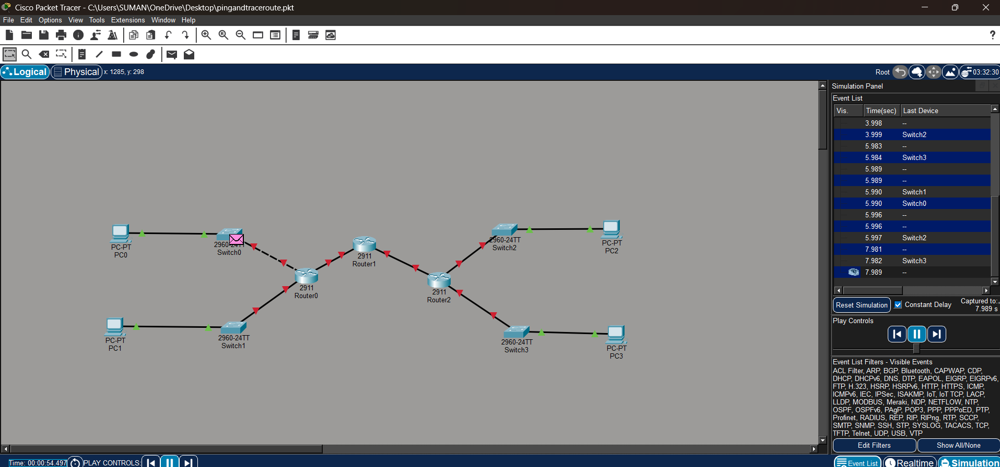 Cisco Packet Tracer - C:\Users\SUMAN\OneDrive\Desktop\pingandtraceroute.pkt
File Edit Options View Tools Extensions Window Help
?
Logical Physical x: 1285, y: 298 Root 03:32:30
Simulation Panel
Event List
Vis. Time(sec) Last Device
3.998 --
3.999 Switch2
5.983 --
5.984 Switch3
5.989 --
5.989 --
5.990 Switch1
5.990 Switch0
5.996 --
5.996 --
5.997 Switch2
7.981 --
7.982 Switch3
7.989 --
Reset Simulation Constant Delay Captured to:
7.989 s
Play Controls
Event List Filters - Visible Events
ACL Filter, ARP, BGP, Bluetooth, CAPWAP, CDP,
DHCP, DHCPv6, DNS, DTP, EAPOL, EIGRP, EIGRPv6,
FTP, H.323, HSRP, HSRPv6, HTTP, HTTPS, ICMP,
ICMPv6, IEC, IPSec, ISAKMP, IoT, IoT TCP, LACP,
LLDP, MODBUS, Meraki, NDP, NETFLOW, NTP,
OSPF, OSPFv6, PAgP, POP3, PPP, PPPoED, PTP,
Profinet, RADIUS, REP, RIP, RIPng, RTP, SCCP,
SMTP, SNMP, SSH, STP, SYSLOG, TACACS, TCP,
TFTP, Telnet, UDP, USB, VTP
Edit Filters Show All/None
PC-PT
PC0
2960-24TT
Switch0
2911
Router1
2960-24TT
Switch2
PC-PT
PC2
2911
Router0
2911
Router2
PC-PT
PC1
2960-24TT
Switch1
2960-24TT
Switch3
PC-PT
PC3
Time: 00:00:54.497 PLAY CONTROLS: Event List Realtime Simulation